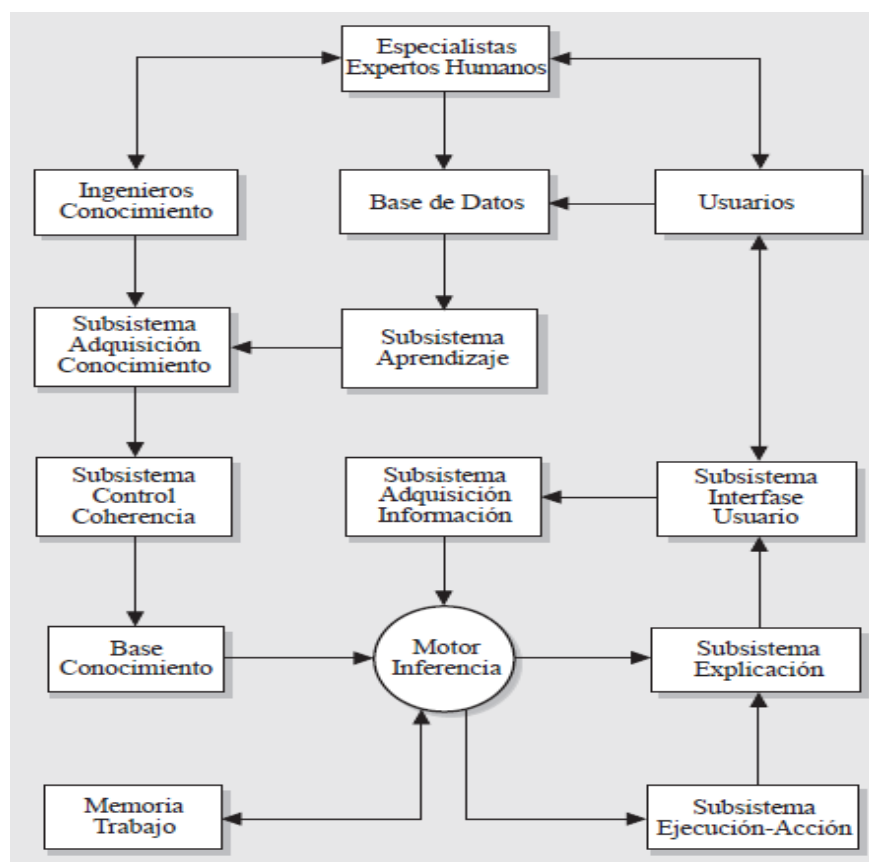 Especialistas
Expertos Humanos
Ingenieros
Conocimiento
Base de Datos
Usuarios
Subsistema
Adquisición
Conocimiento
Subsistema
Aprendizaje
Subsistema
Control
Coherencia
Subsistema
Adquisición
Información
Subsistema
Interfase
Usuario
Base
Conocimiento
Motor
Inferencia
Subsistema
Explicación
Memoria
Trabajo
Subsistema
Ejecución-Acción